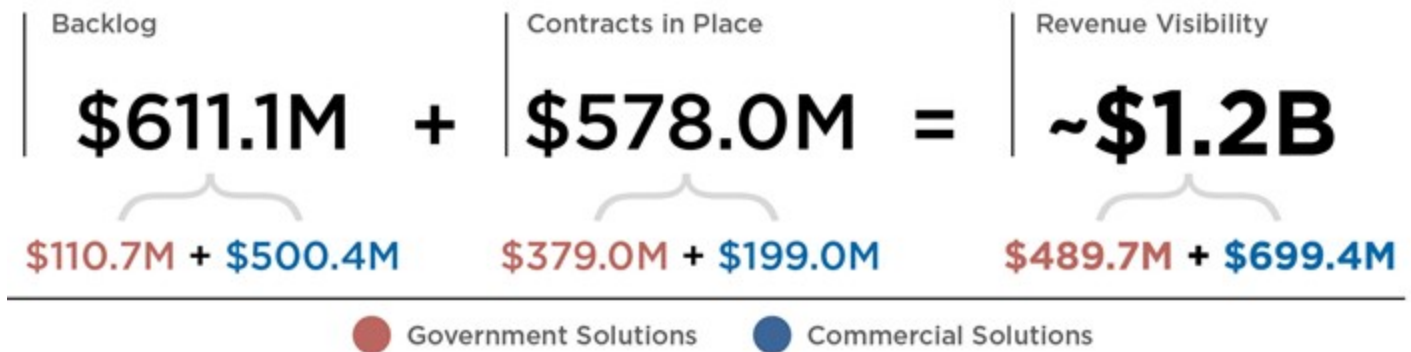 Backlog Contracts in Place Revenue Visibility
$611.1M + $578.0M = ~$1.2B
$110.7M + $500.4M $379.0M + $199.0M $489.7M + $699.4M
Government Solutions Commercial Solutions